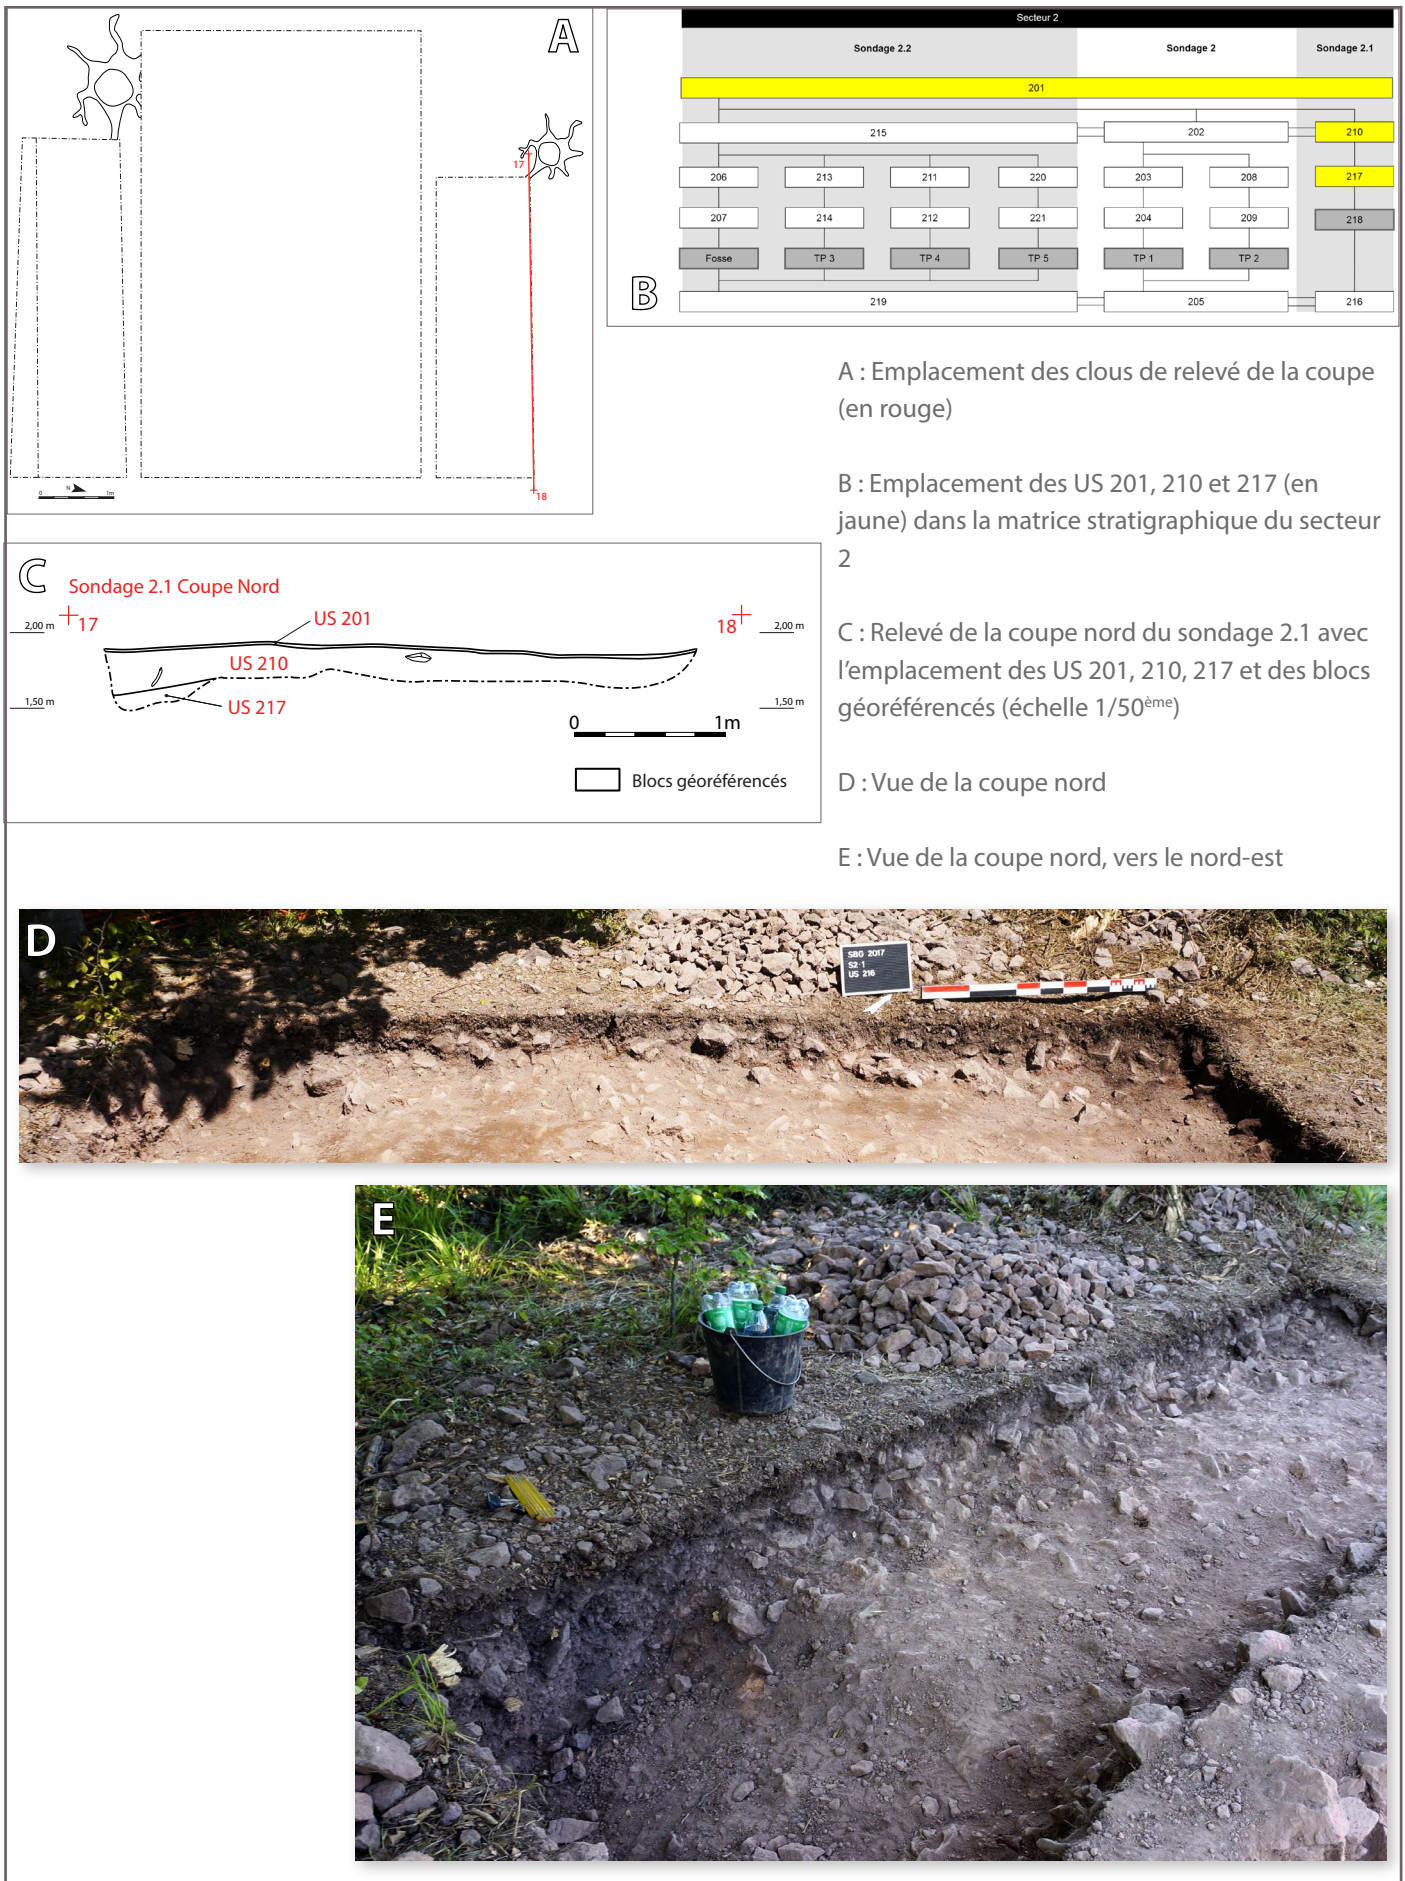 A
17
18
0 N 1m
Secteur 2
Sondage 2.2 Sondage 2 Sondage 2.1
201
215 202 210
206 213 211 220 203 208 217
207 214 212 221 204 209 218
Fosse TP 3 TP 4 TP 5 TP 1 TP 2
219 205 216
B
A : Emplacement des clous de relevé de la coupe
(en rouge)
B : Emplacement des US 201, 210 et 217 (en
jaune) dans la matrice stratigraphique du secteur
2
C : Relevé de la coupe nord du sondage 2.1 avec
l'emplacement des US 201, 210, 217 et des blocs
géoréférencés (échelle 1/50ème)
D : Vue de la coupe nord
E : Vue de la coupe nord, vers le nord-est
C
Sondage 2.1 Coupe Nord
17 US 201 18
2,00 m 2,00 m
US 210
US 217
1,50 m 1,50 m
0 1m
Blocs géoréférencés
D
SBG 2017
S2·1
US 216
E